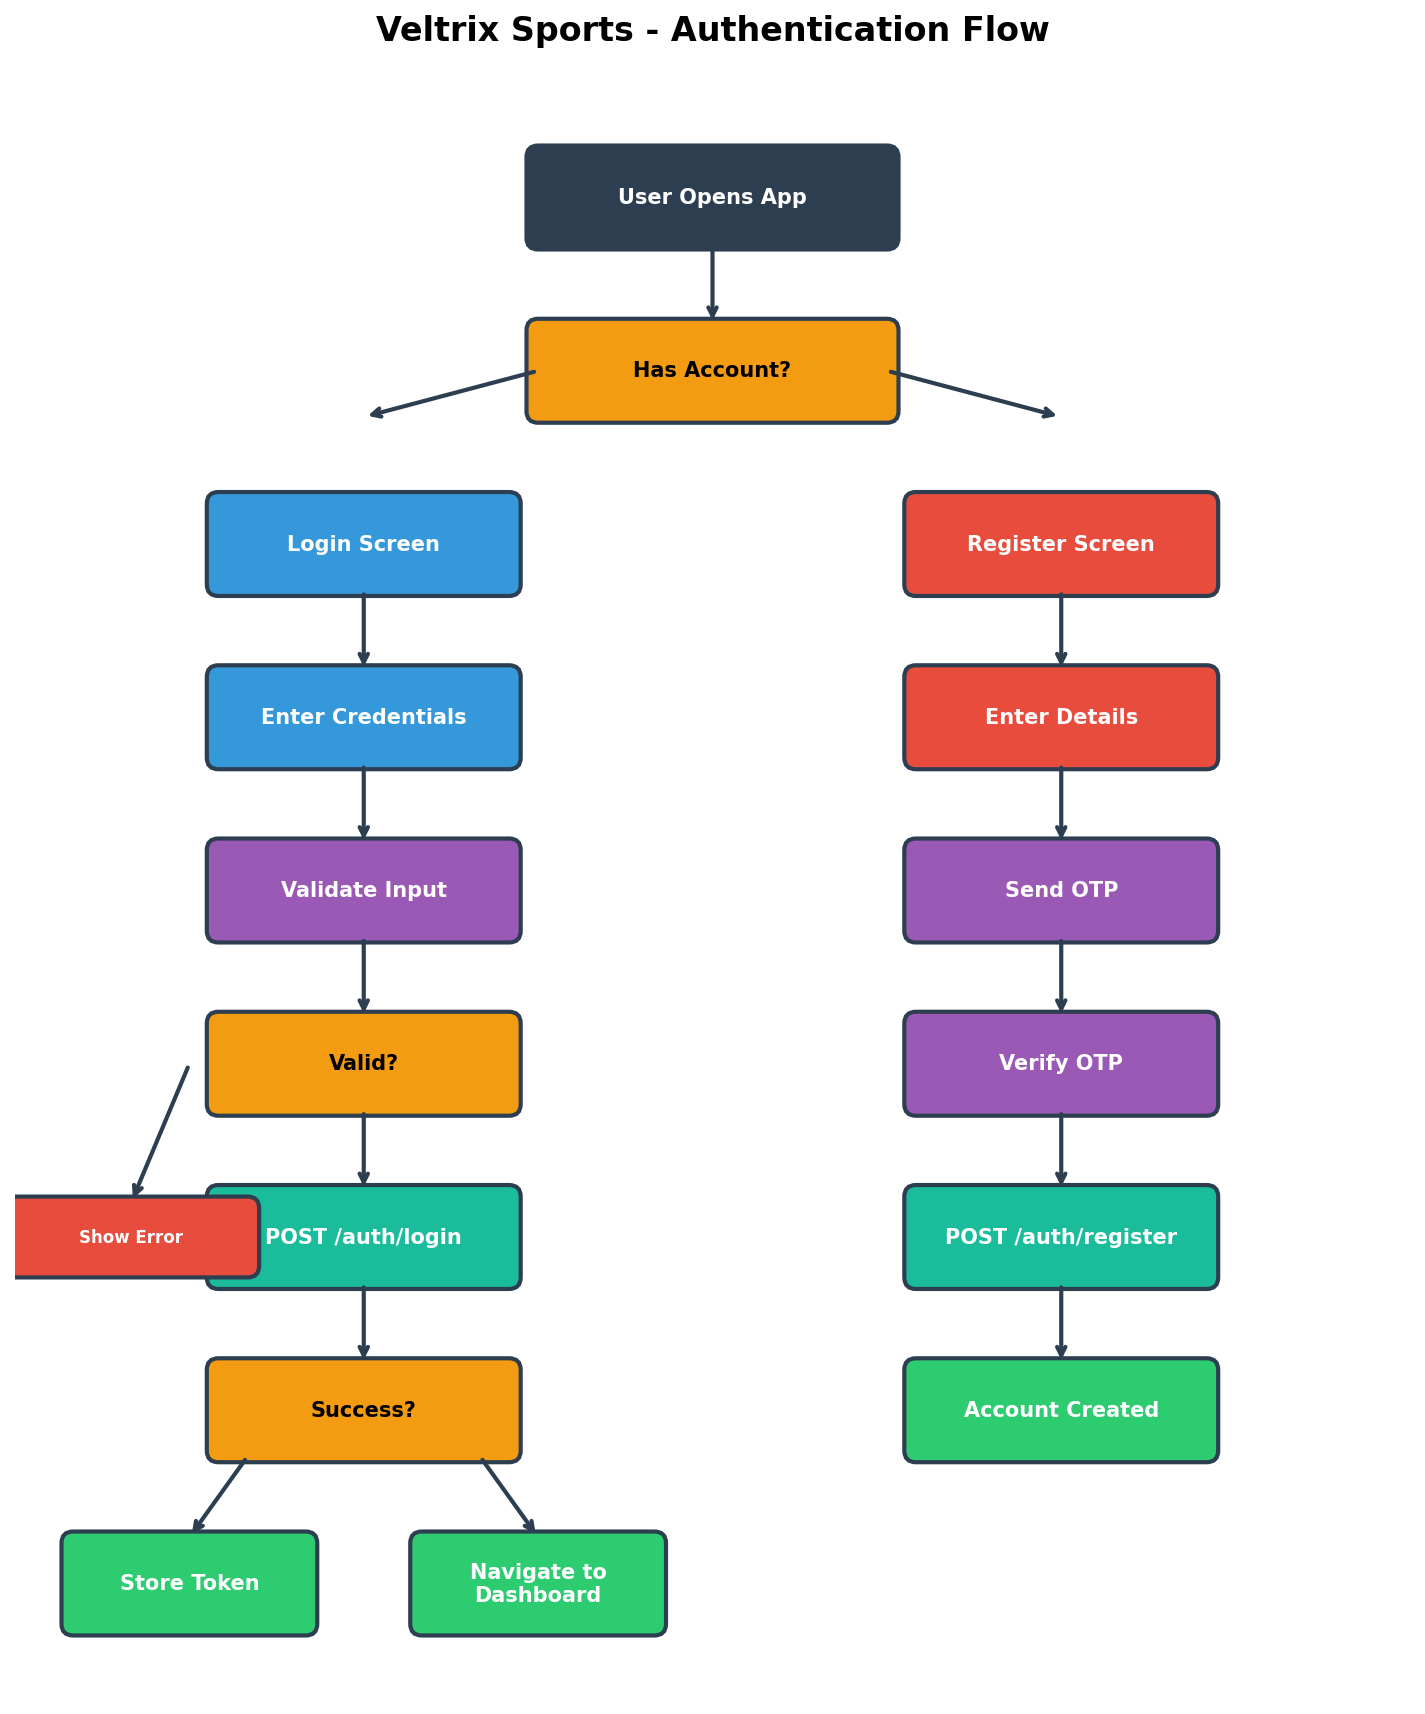 Veltrix Sports - Authentication Flow
User Opens App
Has Account?
Login Screen
Register Screen
Enter Credentials
Enter Details
Validate Input
Send OTP
Valid?
Verify OTP
Show Error
POST /auth/login
POST /auth/register
Success?
Account Created
Store Token
Navigate to
Dashboard